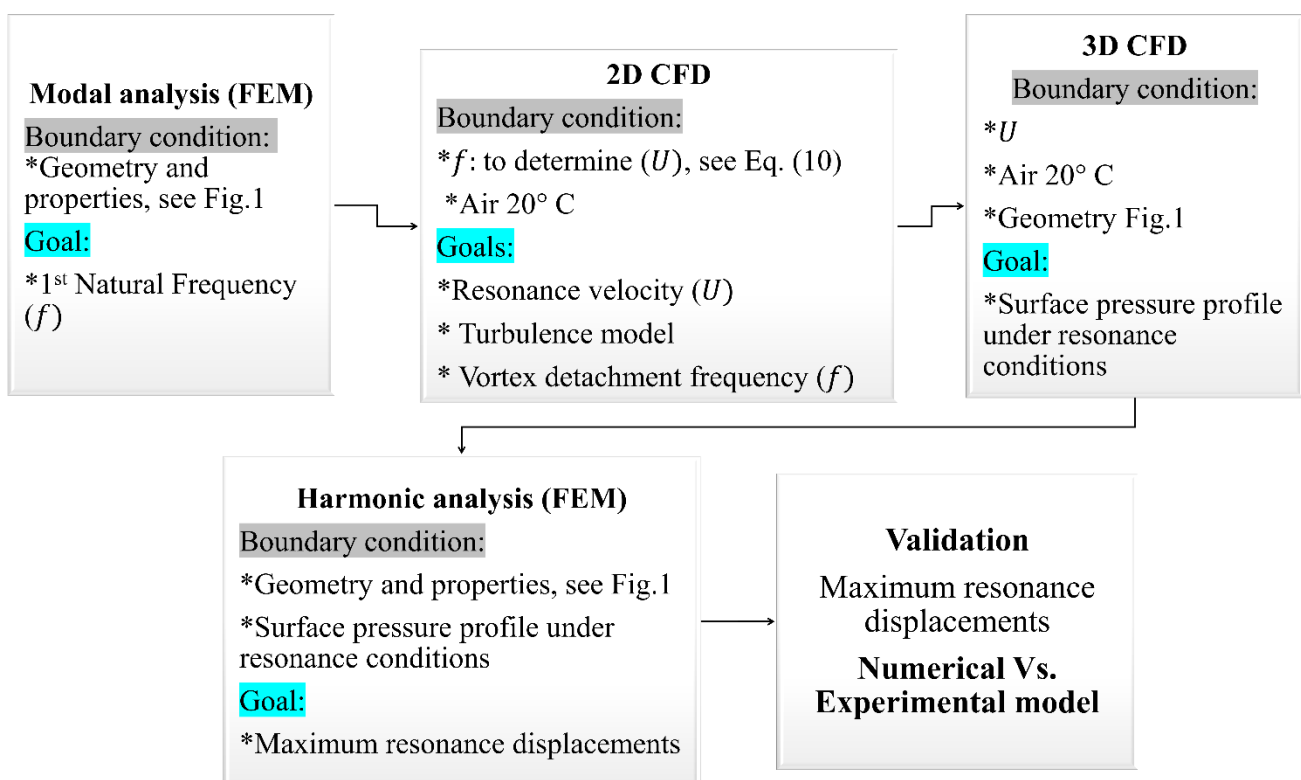 Modal analysis (FEM)
Boundary condition:
*Geometry and
properties, see Fig.1
Goal:
*1st Natural Frequency
(f)
2D CFD
Boundary condition:
*f: to determine (U), see Eq. (10)
*Air 20° C
Goals:
*Resonance velocity (U)
* Turbulence model
* Vortex detachment frequency (f)
3D CFD
Boundary condition:
*U
*Air 20° C
*Geometry Fig.1
Goal:
*Surface pressure profile
under resonance
conditions
Harmonic analysis (FEM)
Boundary condition:
*Geometry and properties, see Fig.1
*Surface pressure profile under
resonance conditions
Goal:
*Maximum resonance displacements
Validation
Maximum resonance
displacements
Numerical Vs.
Experimental model